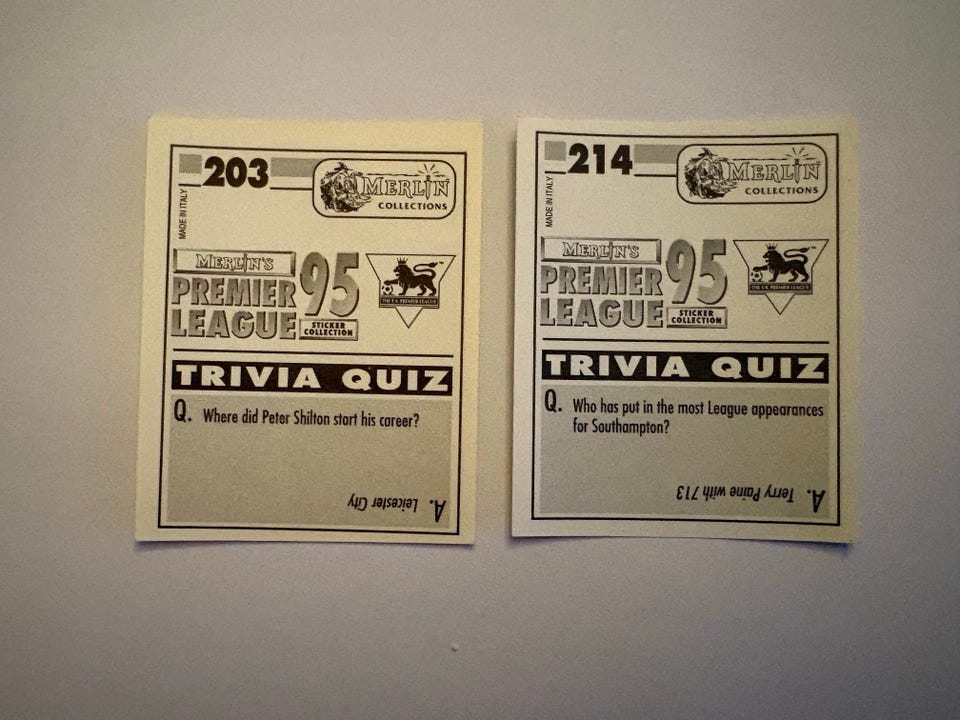 203
MERLIN
COLLECTIONS
MADE IN ITALY
MERLIN'S
PREMIER
LEAGUE
95
STICKER
COLLECTION
THE F.A. PREMIER LEAGUE
TRIVIA QUIZ
Q. Where did Peter Shilton start his career?
A. Leicester City
214
MERLIN
COLLECTIONS
MADE IN ITALY
MERLIN'S
PREMIER
LEAGUE
95
STICKER
COLLECTION
THE F.A. PREMIER LEAGUE
TRIVIA QUIZ
Q. Who has put in the most League appearances
for Southampton?
A. Terry Paine with 713